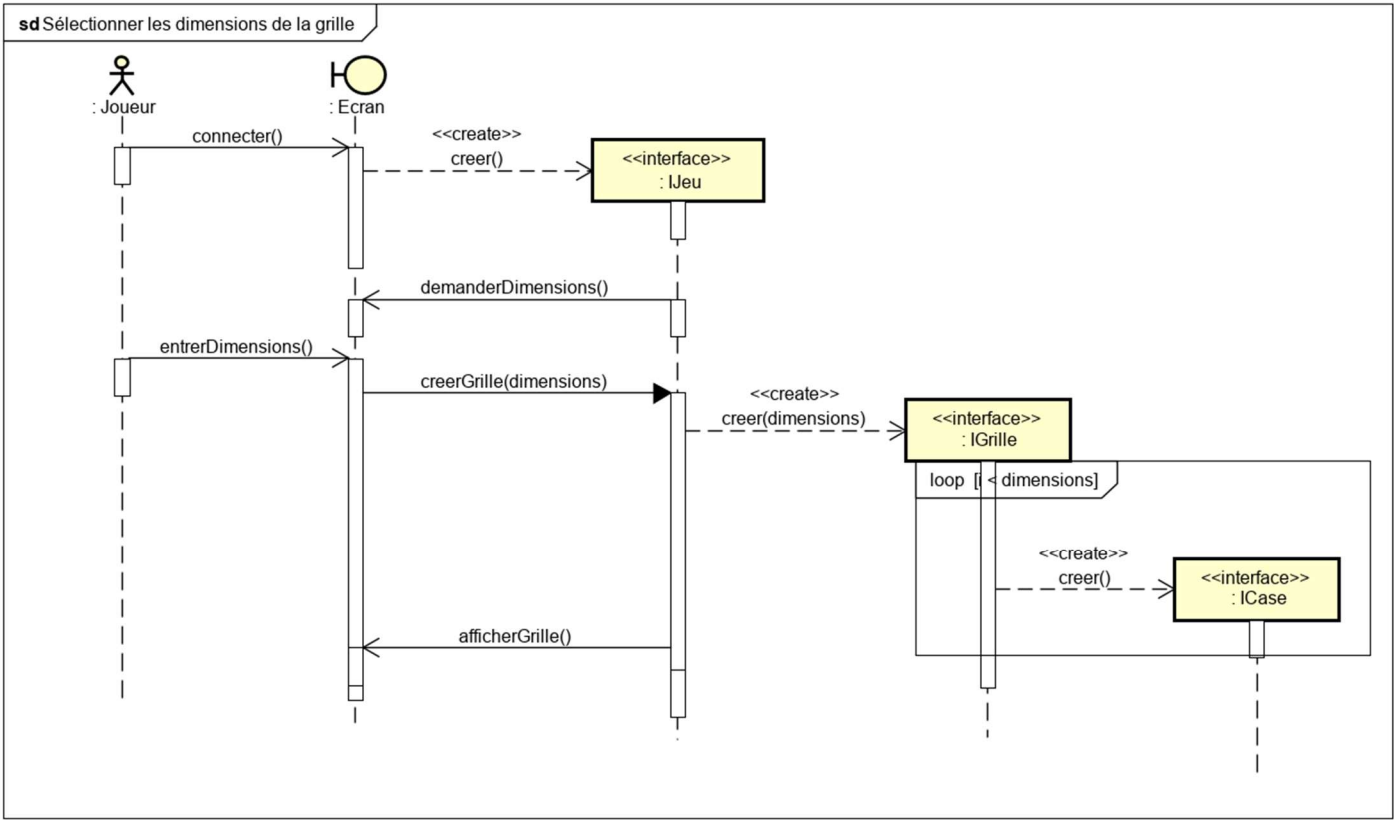 sd Sélectionner les dimensions de la grille
: Joueur
: Ecran
connecter()
<<create>>
creer()
<<interface>>
: IJeu
demanderDimensions()
entrerDimensions()
creerGrille(dimensions)
<<create>>
creer(dimensions)
<<interface>>
: IGrille
loop [i < dimensions]
<<create>>
creer()
<<interface>>
: ICase
afficherGrille()